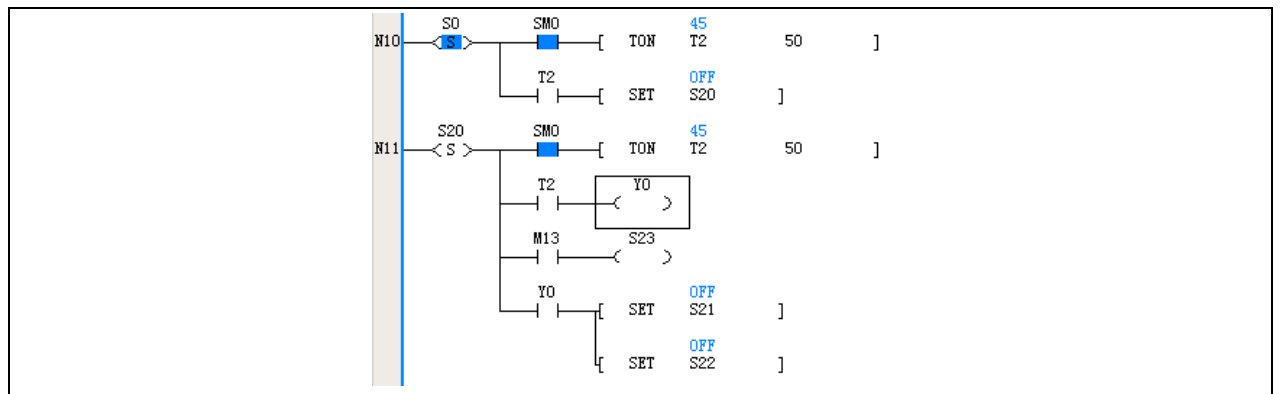 S0 SM0 45
N10 S TON T2 50
T2 OFF
SET S20
S20 SM0 45
N11 S TON T2 50
T2 Y0
M13 S23
Y0 OFF
SET S21
OFF
SET S22